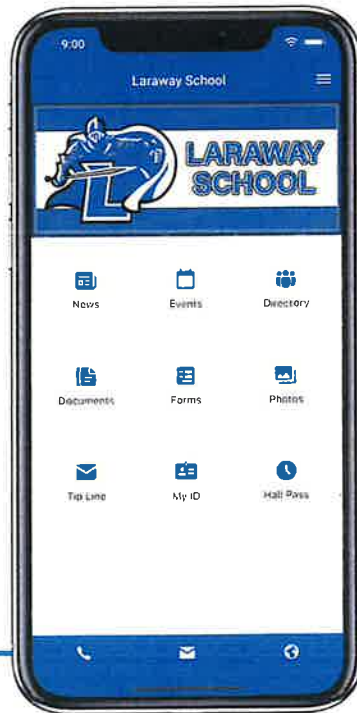 9:00
Laraway School
L
LARAWAY
SCHOOL
News Events Directory
Documents Forms Photos
Tip Line My ID Hall Pass